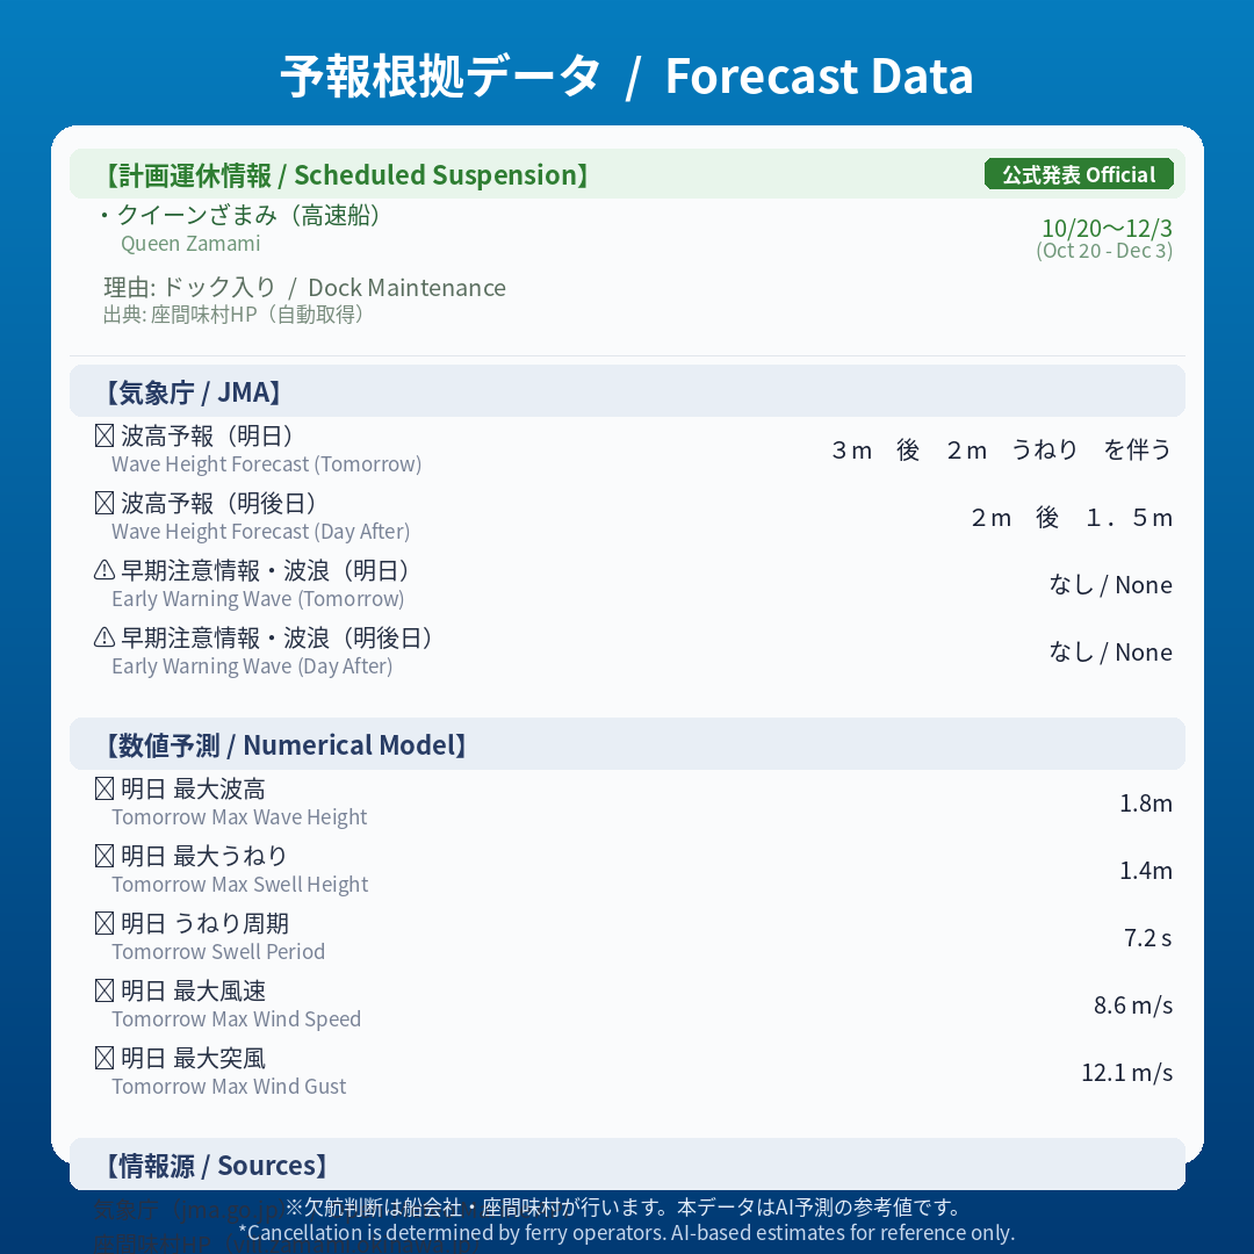 予報根拠データ / Forecast Data
【計画運休情報 / Scheduled Suspension】 公式発表 Official
・クイーンざまみ（高速船）
Queen Zamami
10/20〜12/3
(Oct 20 - Dec 3)
理由: ドック入り / Dock Maintenance
出典: 座間味村HP（自動取得）
【気象庁 / JMA】
波高予報（明日）
Wave Height Forecast (Tomorrow)
３ｍ　後　２ｍ　うねり　を伴う
波高予報（明後日）
Wave Height Forecast (Day After)
２ｍ　後　１．５ｍ
⚠ 早期注意情報・波浪（明日）
Early Warning Wave (Tomorrow)
なし / None
⚠ 早期注意情報・波浪（明後日）
Early Warning Wave (Day After)
なし / None
【数値予測 / Numerical Model】
明日 最大波高
Tomorrow Max Wave Height
1.8m
明日 最大うねり
Tomorrow Max Swell Height
1.4m
明日 うねり周期
Tomorrow Swell Period
7.2 s
明日 最大風速
Tomorrow Max Wind Speed
8.6 m/s
明日 最大突風
Tomorrow Max Wind Gust
12.1 m/s
【情報源 / Sources】
気象庁（jma.go.jp）
※欠航判断は船会社・座間味村が行います。本データはAI予測の参考値です。
座間味村HP
*Cancellation is determined by ferry operators. AI-based estimates for reference only.